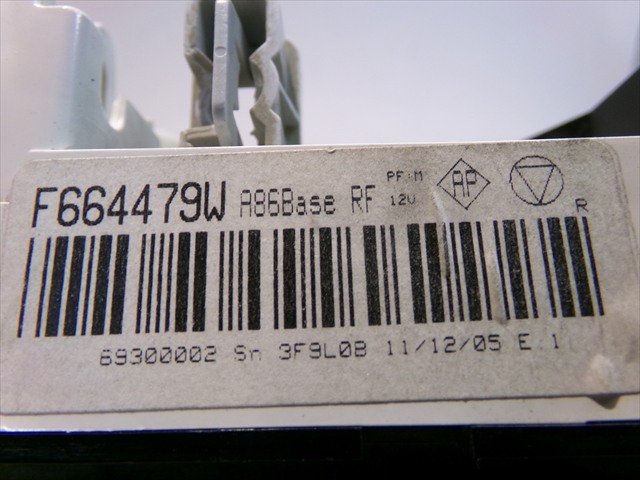 F664479W A86Base RF PF+M 12V AP
R
69300002 Sn 3F9L0B 11/12/05 E.1